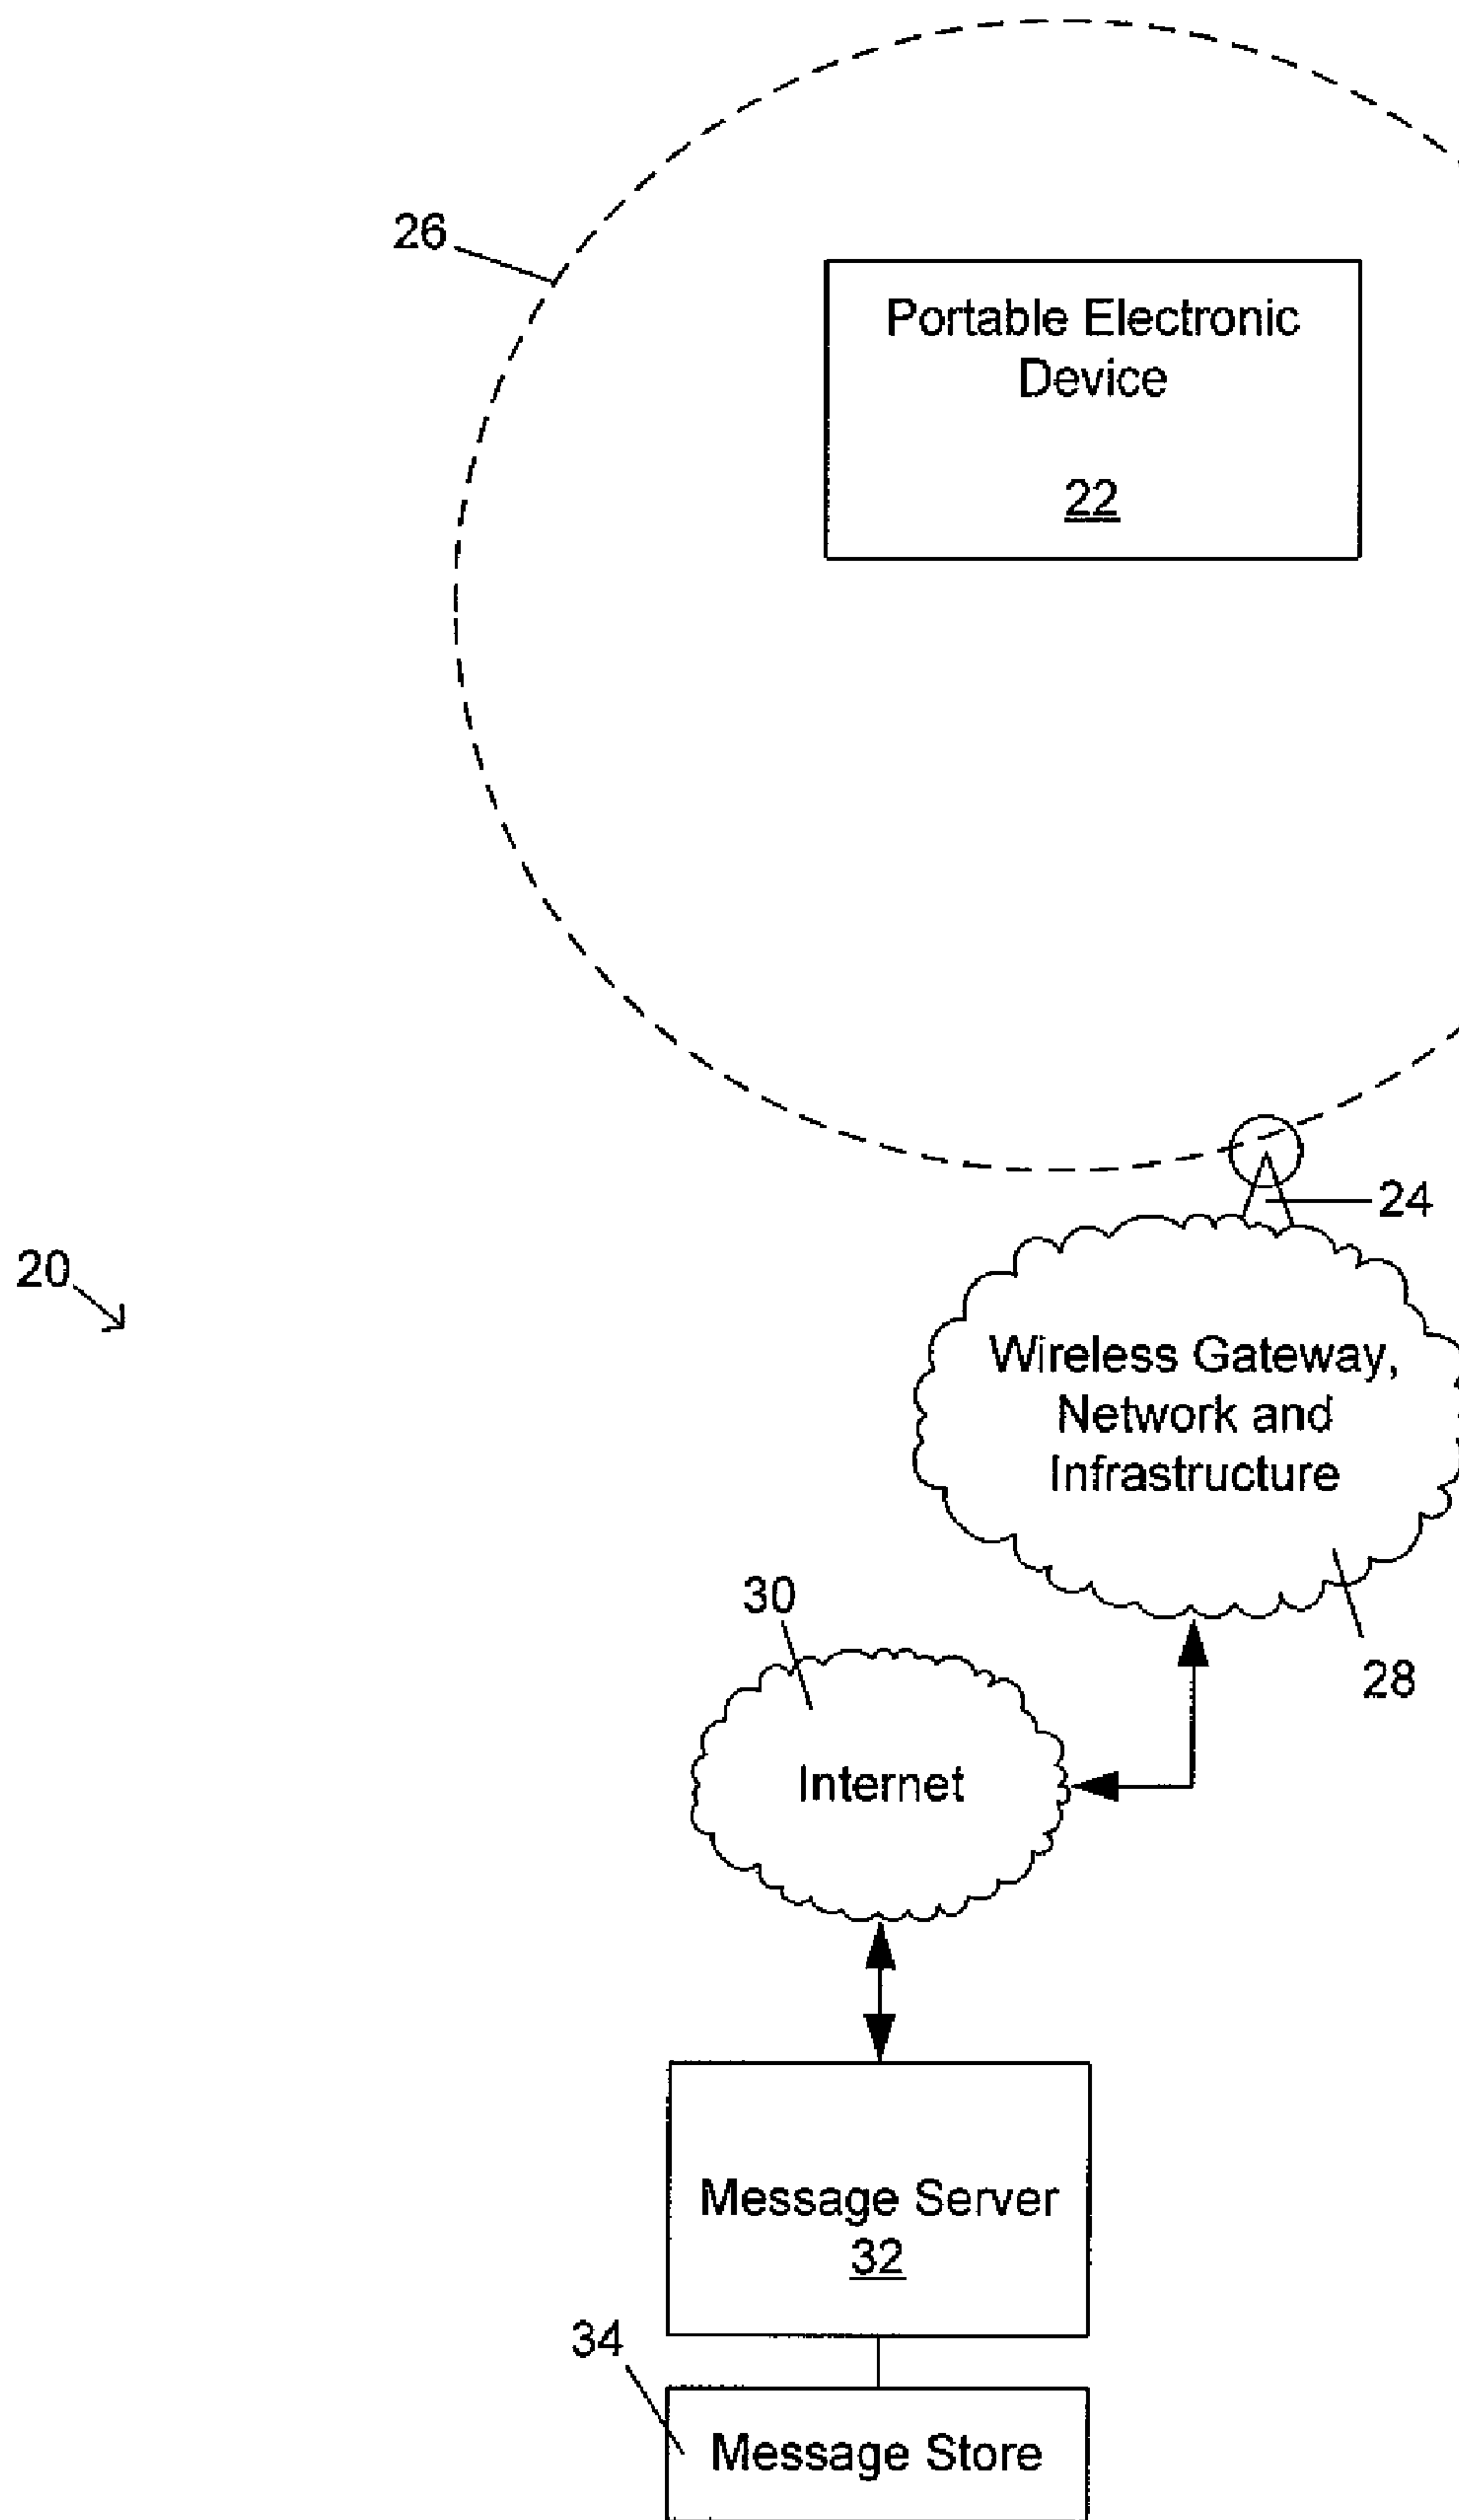 26
Portable Electronic
Device
22
24
20
Wireless Gateway,
Network and
Infrastructure
30
28
Internet
Message Server
32
34
Message Store